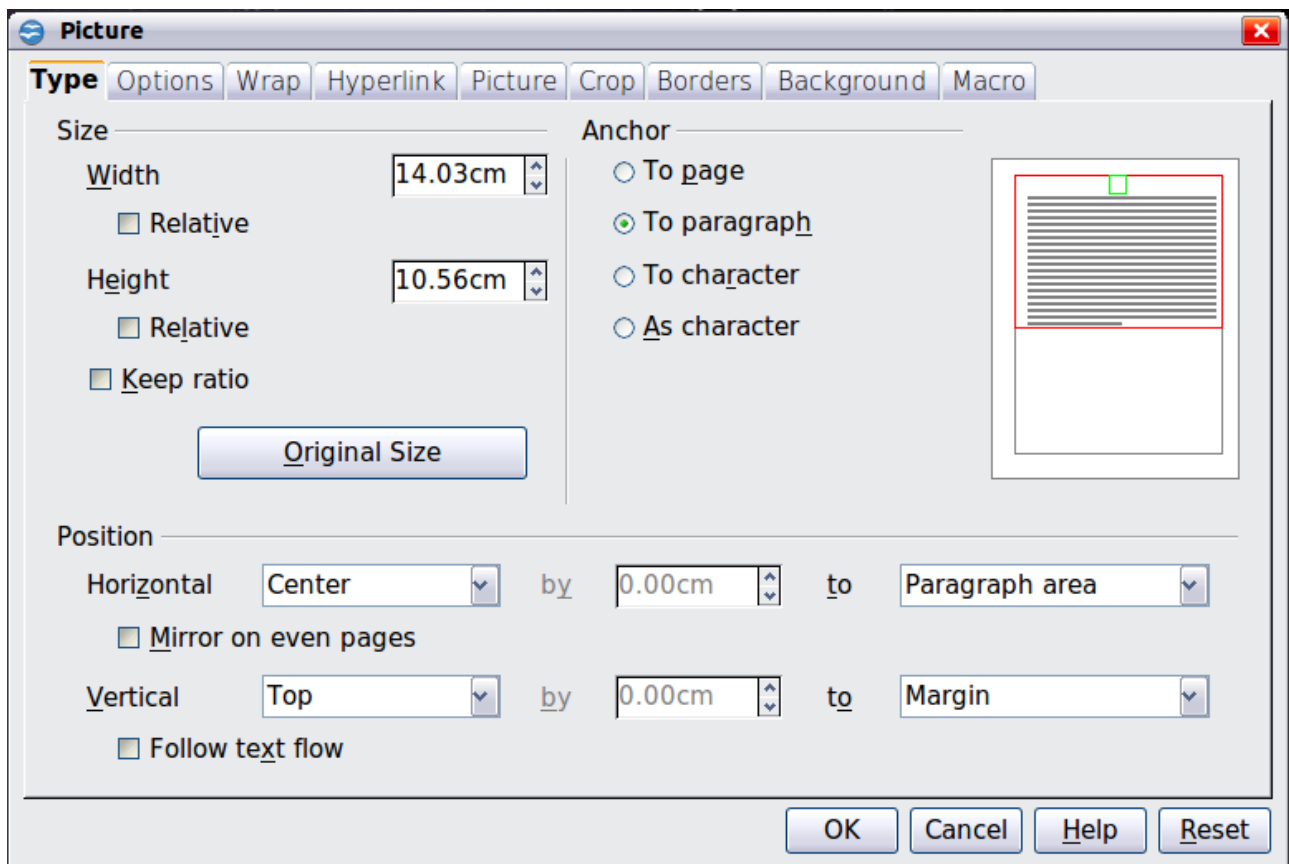 Picture
Type Options Wrap Hyperlink Picture Crop Borders Background Macro
Size
Width 14.03cm
Relative
Height 10.56cm
Relative
Keep ratio
Original Size
Anchor
To page
To paragraph
To character
As character
Position
Horizontal Center by 0.00cm to Paragraph area
Mirror on even pages
Vertical Top by 0.00cm to Margin
Follow text flow
OK Cancel Help Reset